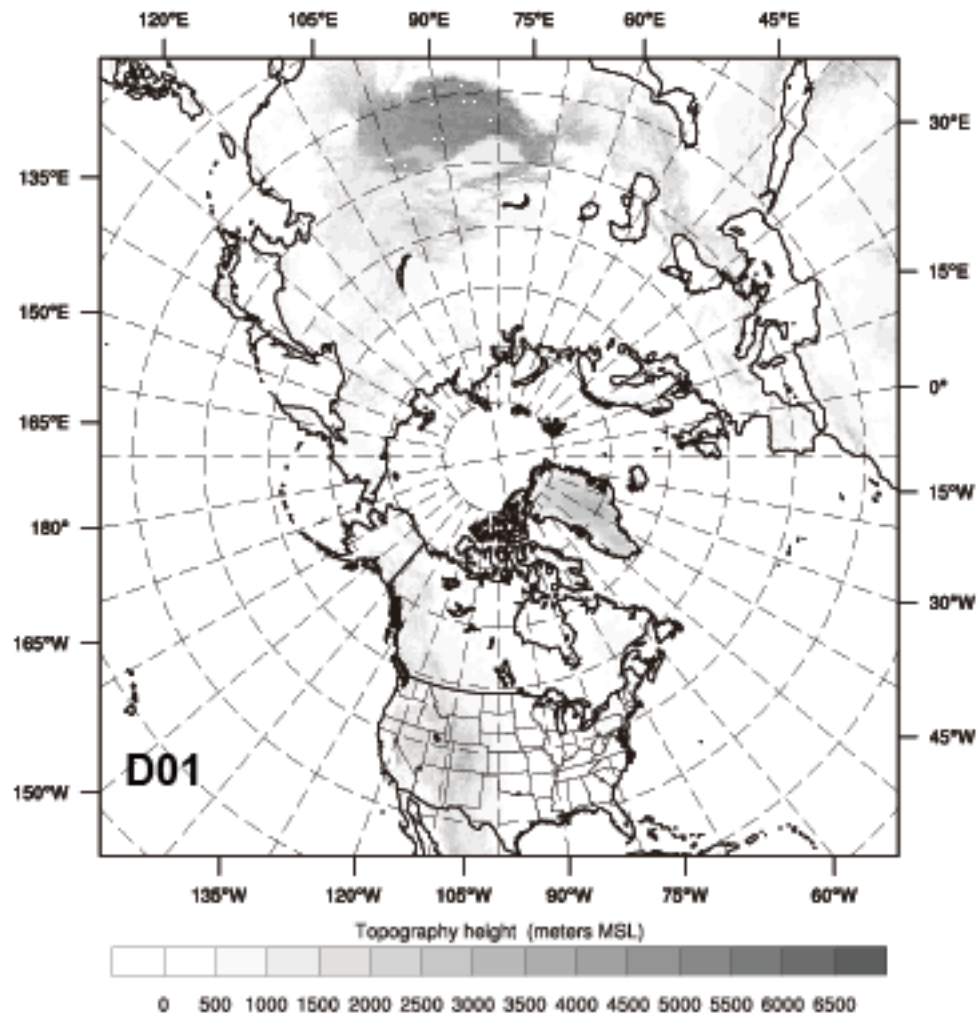 120°E 105°E 90°E 75°E 60°E 45°E
30°E
135°E
15°E
150°E
0°
165°E
15°W
180°
30°W
165°W
45°W
D01
150°W
135°W 120°W 105°W 90°W 75°W 60°W
Topography height (meters MSL)
0 500 1000 1500 2000 2500 3000 3500 4000 4500 5000 5500 6000 6500